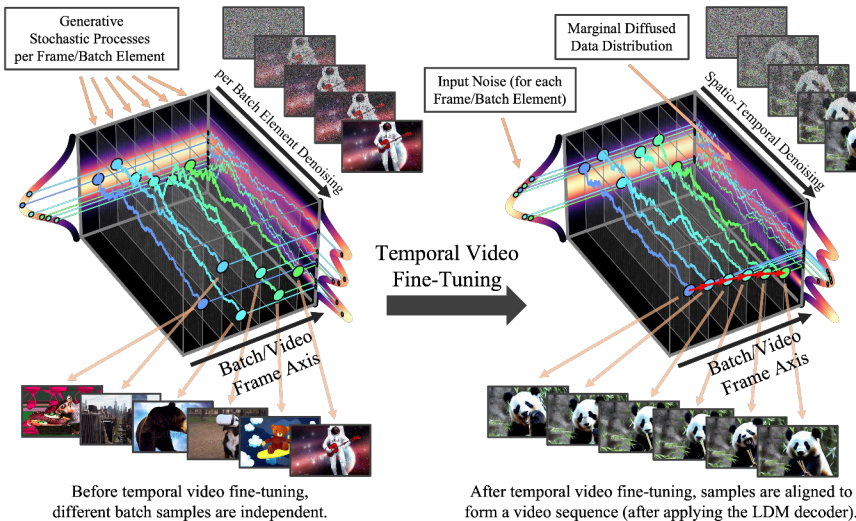 Generative
Stochastic Processes
per Frame/Batch Element
per Batch Element Denoising
Batch/Video
Frame Axis
Before temporal video fine-tuning,
different batch samples are independent.
Temporal Video
Fine-Tuning
Input Noise (for each
Frame/Batch Element)
Marginal Diffused
Data Distribution
Spatio-Temporal Denoising
Batch/Video
Frame Axis
After temporal video fine-tuning, samples are aligned to
form a video sequence (after applying the LDM decoder).